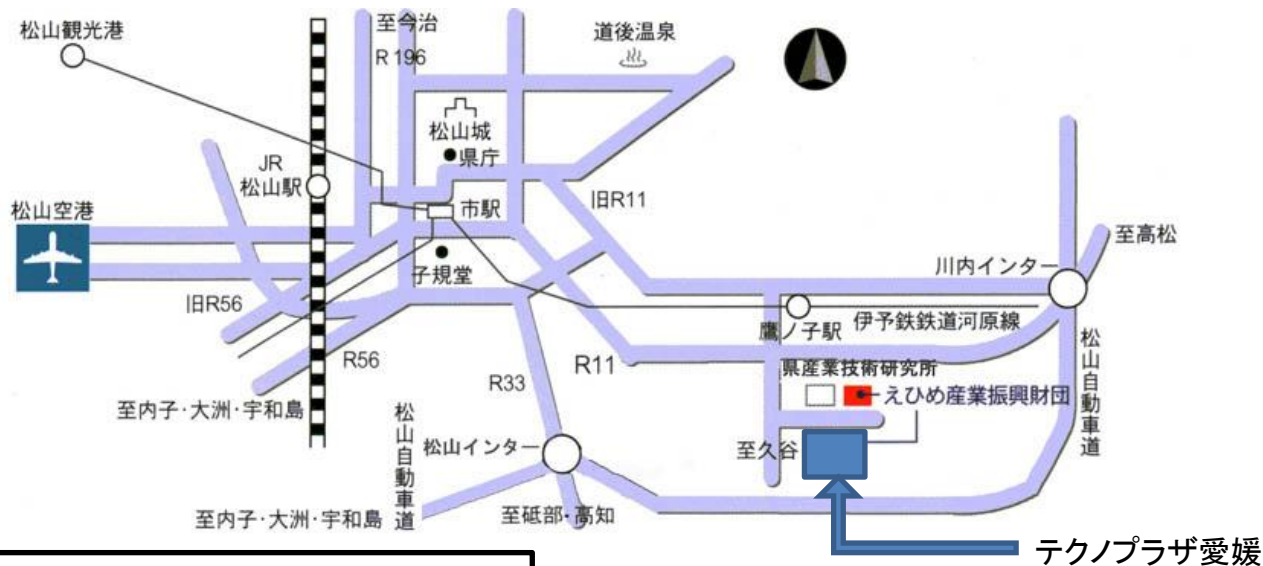 松山観光港
至今治
R 196
道後温泉
松山城
県庁
JR
松山駅
旧R11
松山空港
市駅
至高松
川内インター
子規堂
旧R56
鷹ノ子駅
伊予鉄鉄道河原線
R56
R33
R11
県産業技術研究所
えひめ産業振興財団
松山自動車道
至内子・大洲・宇和島
松山自動車道
松山インター
至久谷
至内子・大洲・宇和島
至砥部・高知
テクノプラザ愛媛